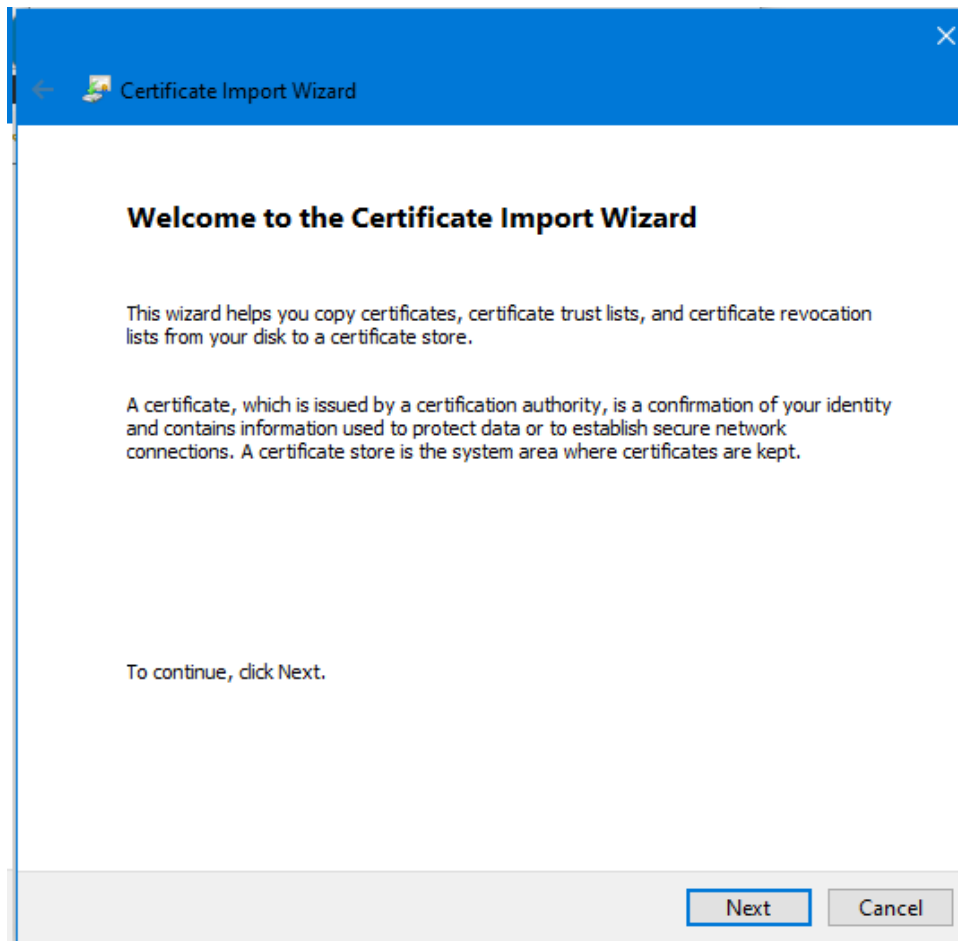 Certificate Import Wizard
Welcome to the Certificate Import Wizard
This wizard helps you copy certificates, certificate trust lists, and certificate revocation
lists from your disk to a certificate store.
A certificate, which is issued by a certification authority, is a confirmation of your identity
and contains information used to protect data or to establish secure network
connections. A certificate store is the system area where certificates are kept.
To continue, click Next.
Next Cancel